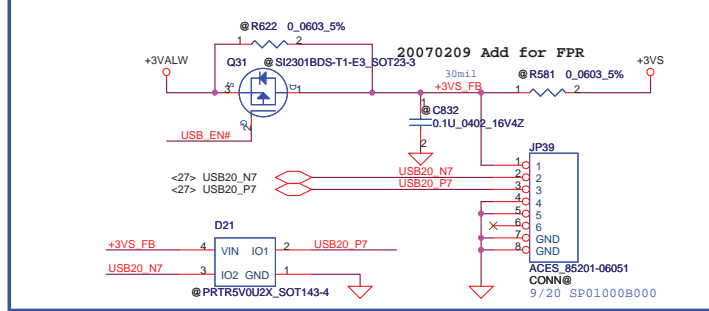 @ R622 0_0603_5%
1 2
20070209 Add for FPR
+3VALW
Q31 @ SI2301BDS-T1-E3_SOT23-3
+3VS
30mil
@ R581 0_0603_5%
3 S D 1
+3VS_FB
1 2
G
2
1
@ C832
0.1U_0402_16V4Z
2
USB_EN#
JP39
1 1
<27> USB20_N7 USB20_N7 2 2
<27> USB20_P7 USB20_P7 3 3
4 4
5 5
6 6
7 GND
8 GND
D21
+3VS_FB 4 VIN IO1 2 USB20_P7
USB20_N7 3 IO2 GND 1
@ PRTR5V0U2X_SOT143-4
ACES_85201-06051
CONN@
9/20 SP01000B000